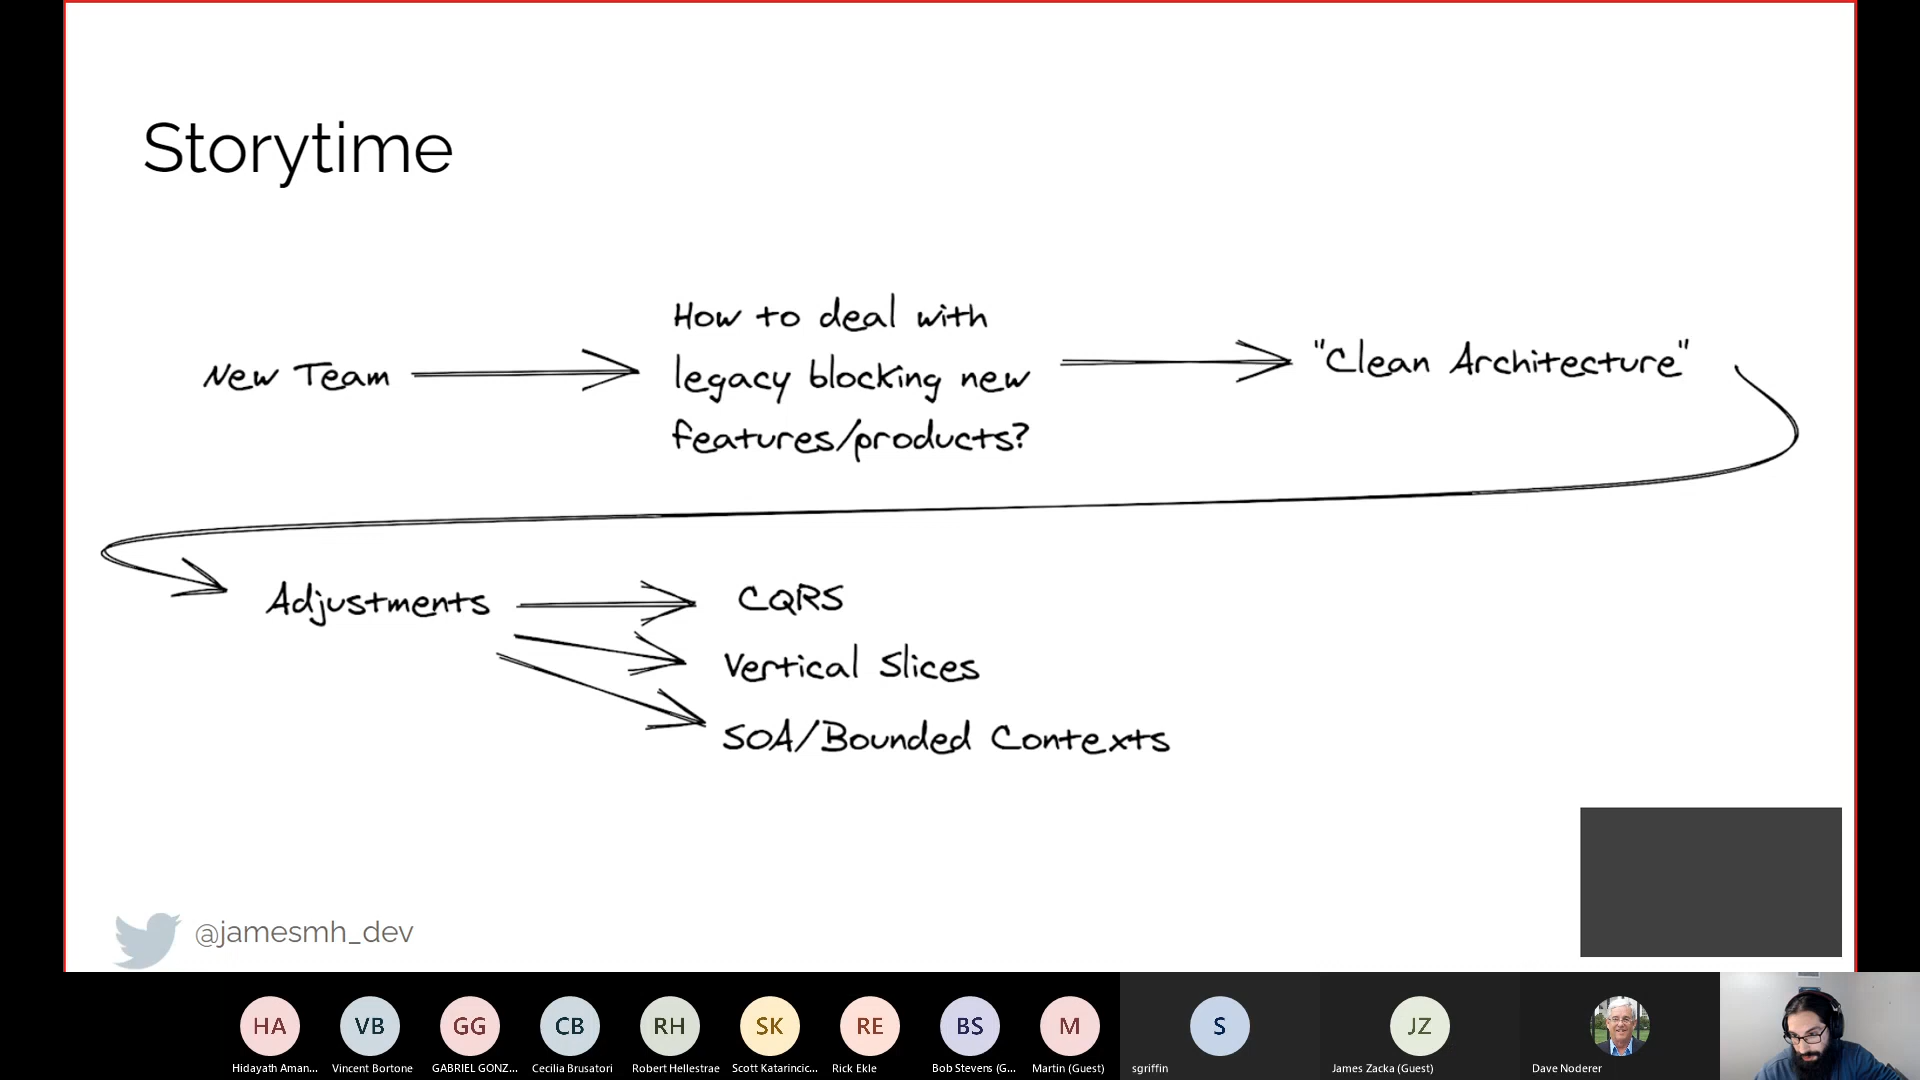 Storytime
New Team
How to deal with
legacy blocking new
features/products?
"Clean Architecture"
Adjustments
CQRS
Vertical Slices
SOA/Bounded Contexts
@jamesmh_dev
HA
VB
GG
CB
RH
SK
RE
BS
M
S
JZ
Hidayath Aman...
Vincent Bortone
GABRIEL GONZ...
Cecilia Brusatori
Robert Hellestrae
Scott Katarincic...
Rick Ekle
Bob Stevens (G...
Martin (Guest)
sgriffin
James Zacka (Guest)
Dave Noderer